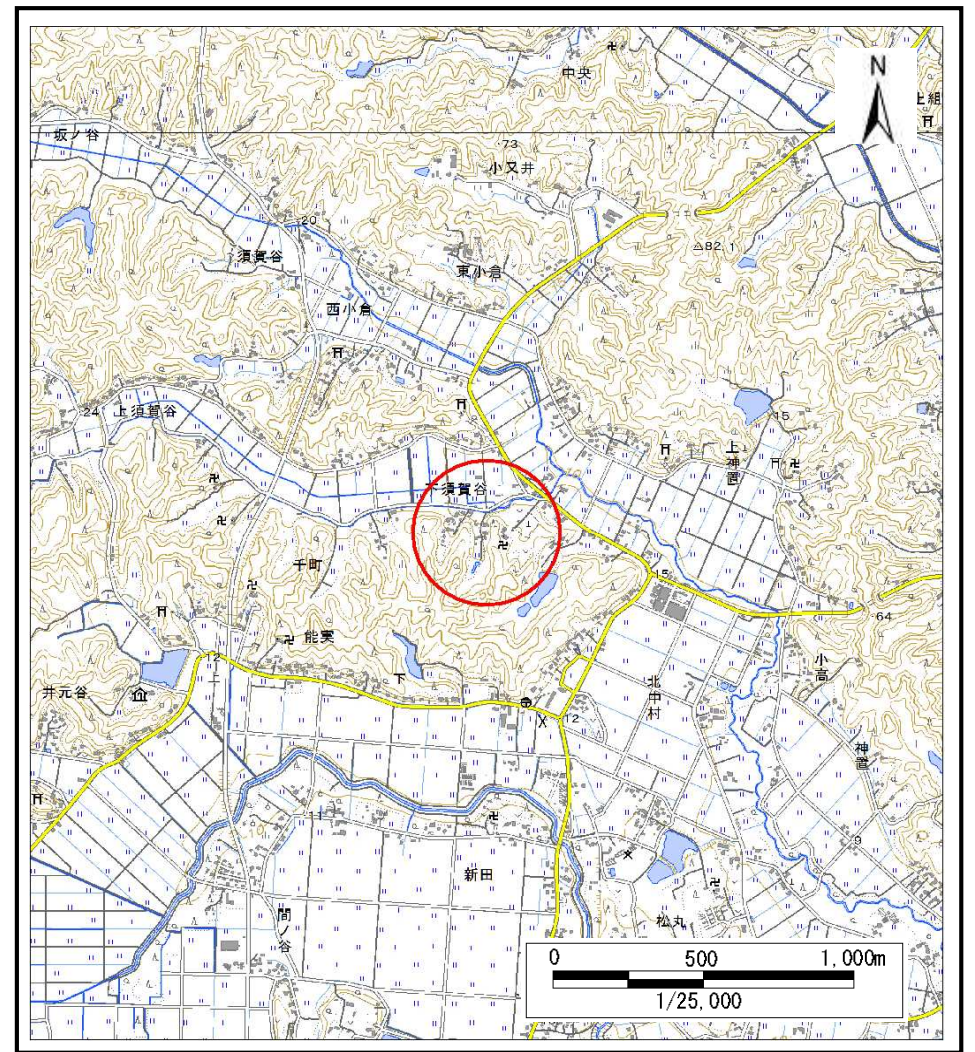 中央
N
上組
坂ノ谷
73
小又井
20
82.1
須賀谷
東小倉
西小倉
24
上須賀谷
15
上神置
下須賀谷
千町
15
64
能実
12
下
小高
井元谷
北中村
12
神置
11
9
新田
間ノ谷
松丸
0 500 1,000m
1/25,000